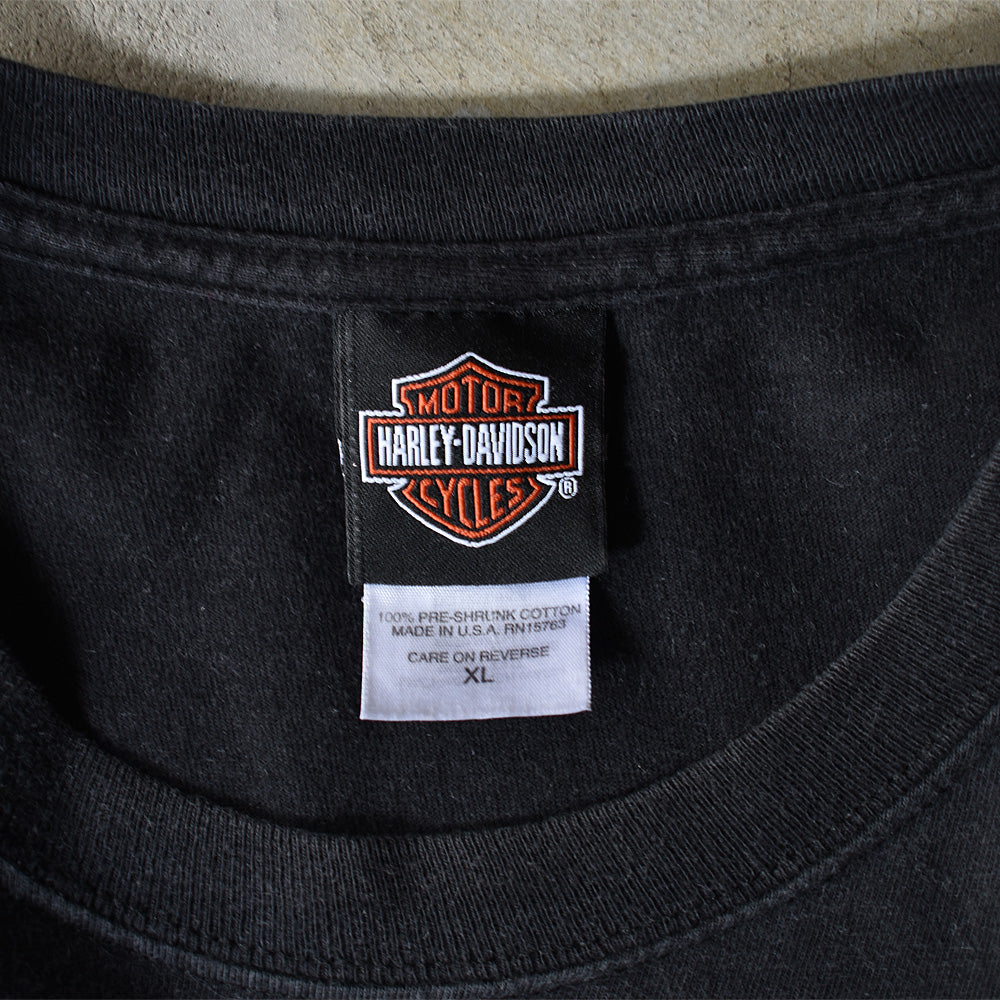 MOTOR
HARLEY-DAVIDSON
CYCLES
®
100% PRE-SHRUNK COTTON
MADE IN U.S.A. RN15763
CARE ON REVERSE
XL